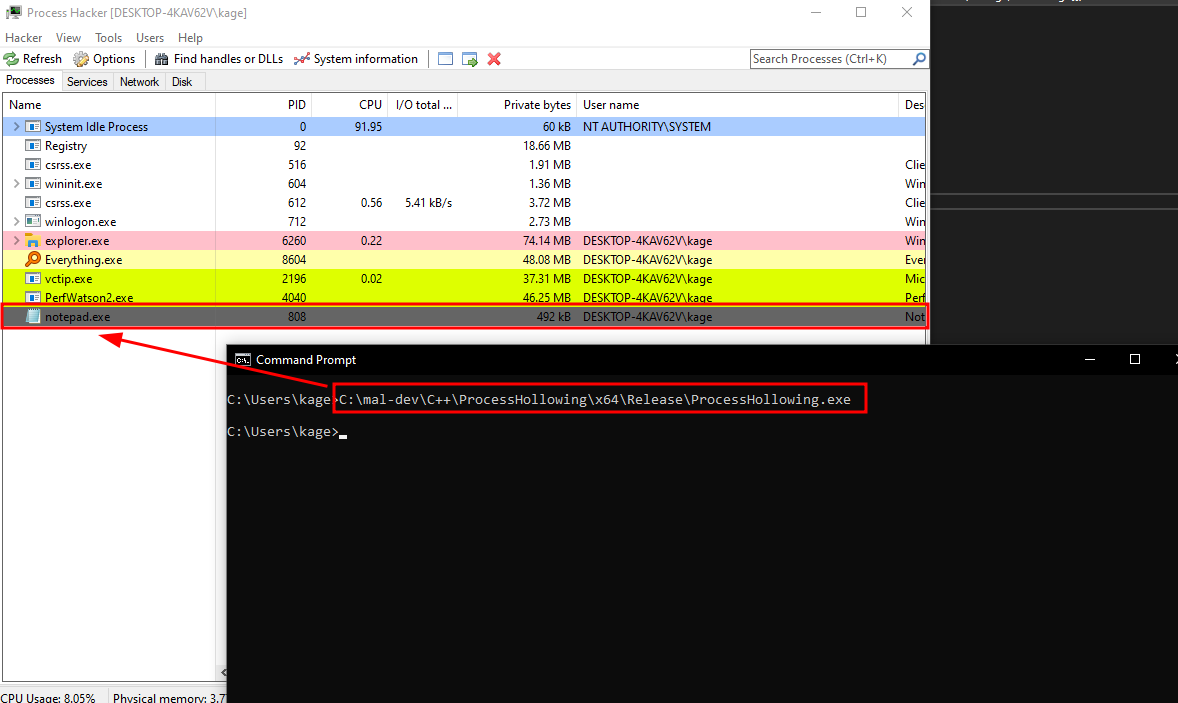 Process Hacker [DESKTOP-4KAV62V\kage]
Hacker View Tools Users Help
Refresh Options Find handles or DLLs System information Search Processes (Ctrl+K)
Processes Services Network Disk
Name PID CPU I/O total ... Private bytes User name Des
System Idle Process 0 91.95 60 kB NT AUTHORITY\SYSTEM
Registry 92 18.66 MB
csrss.exe 516 1.91 MB Clie
wininit.exe 604 1.36 MB Win
csrss.exe 612 0.56 5.41 kB/s 3.72 MB Clie
winlogon.exe 712 2.73 MB Win
explorer.exe 6260 0.22 74.14 MB DESKTOP-4KAV62V\kage Win
Everything.exe 8604 48.08 MB DESKTOP-4KAV62V\kage Ever
vctip.exe 2196 0.02 37.31 MB DESKTOP-4KAV62V\kage Mic
PerfWatson2.exe 4040 46.25 MB DESKTOP-4KAV62V\kage Perf
notepad.exe 808 492 kB DESKTOP-4KAV62V\kage Not
Command Prompt
C:\Users\kage>C:\mal-dev\C++\ProcessHollowing\x64\Release\ProcessHollowing.exe
C:\Users\kage>
CPU Usage: 8.05% Physical memory: 3.7